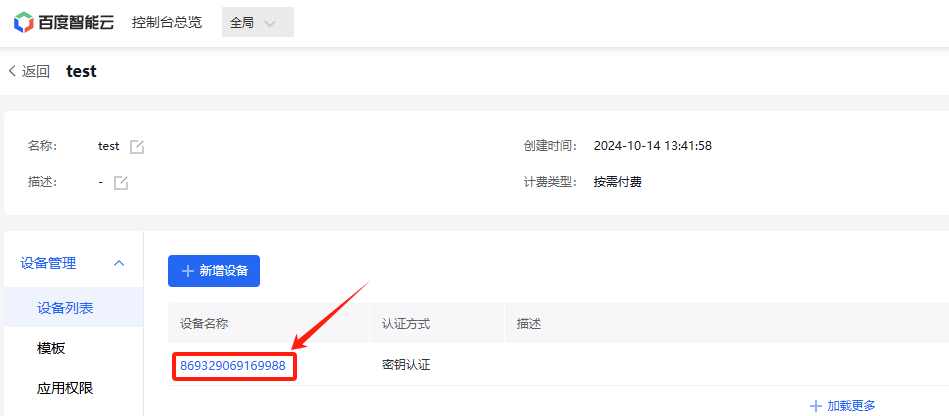 百度智能云 控制台总览 全局
返回 test
名称： test 创建时间： 2024-10-14 13:41:58
描述： - 计费类型： 按需付费
设备管理
设备列表
模板
应用权限
新增设备
设备名称 认证方式 描述
869329069169988 密钥认证
加载更多